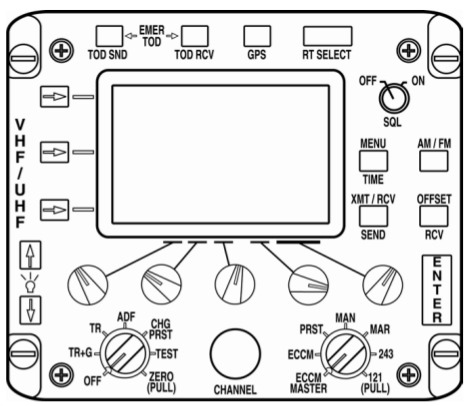 EMER
TOD
TOD SND
TOD RCV
GPS
RT SELECT
OFF
ON
SQL
VHF/UHF
MENU
TIME
AM / FM
XMT / RCV
SEND
OFFSET
RCV
ENTER
OFF
TR+G
TR
ADF
CHG
PRST
TEST
ZERO
(PULL)
CHANNEL
ECCM
MASTER
ECCM
PRST
MAN
MAR
243
121
(PULL)